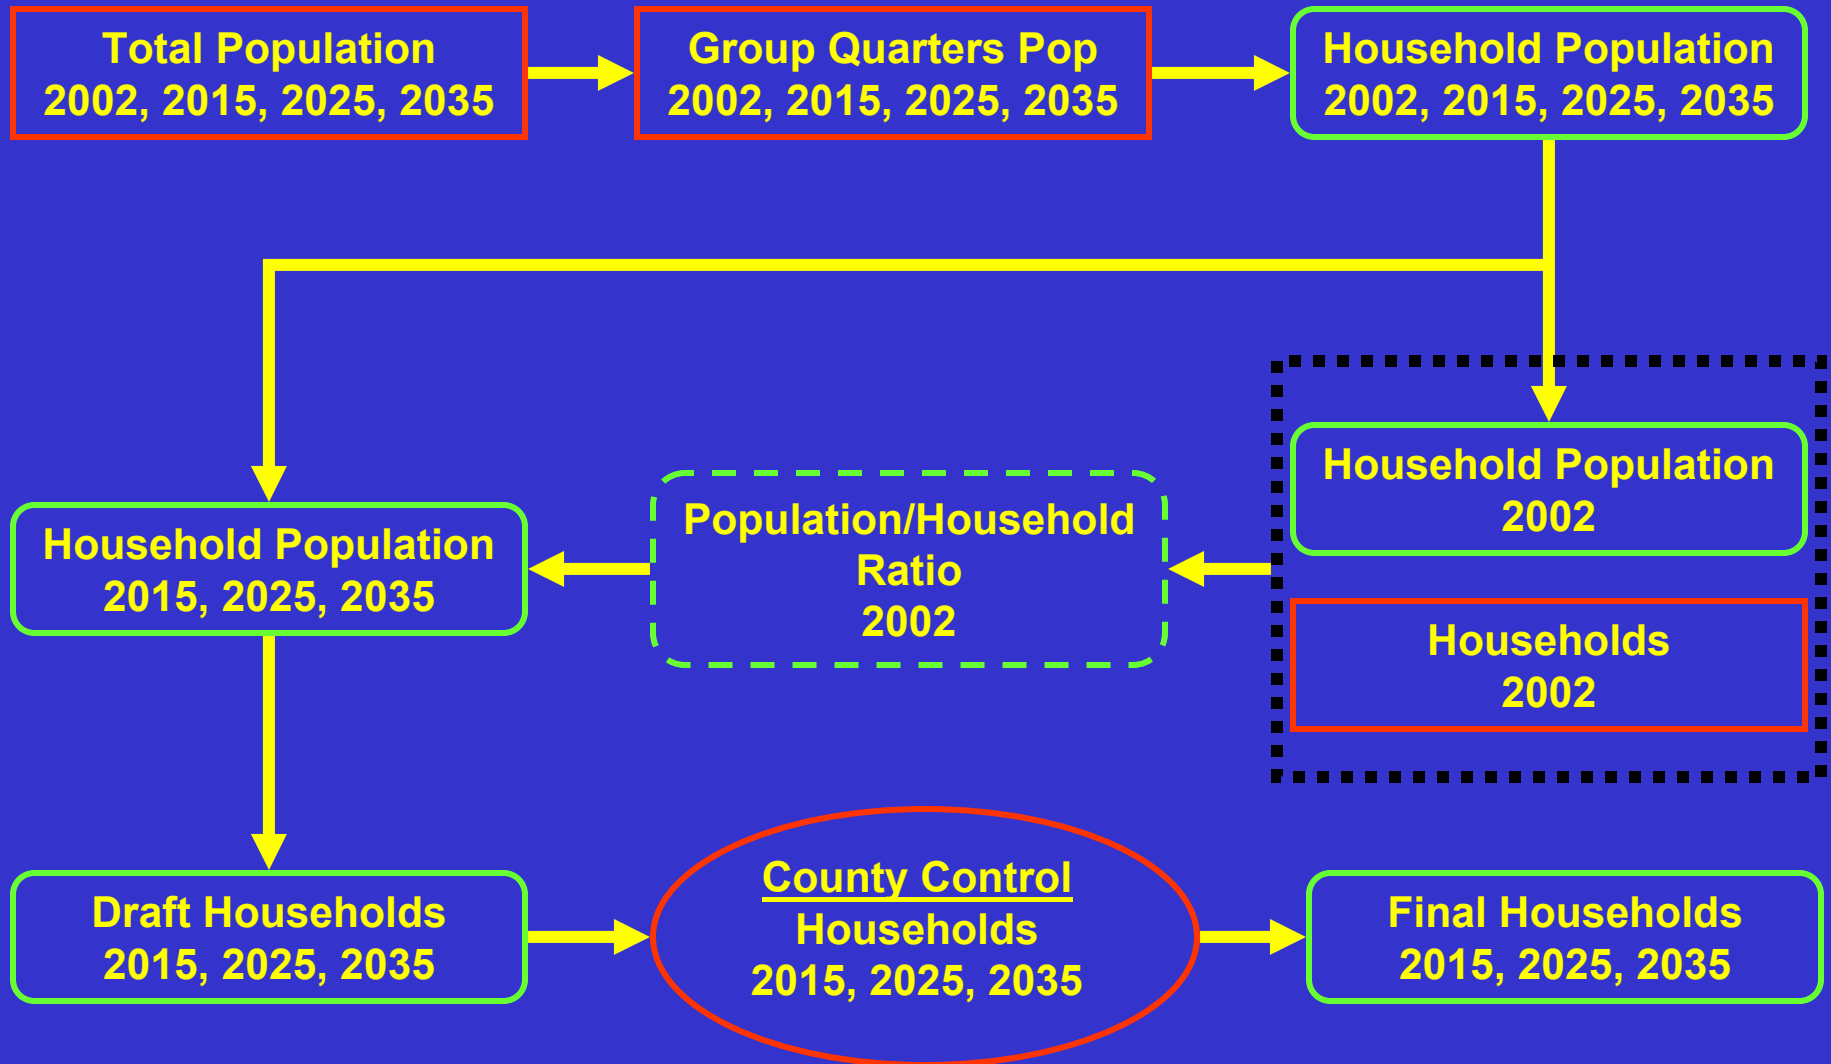 Total Population
2002, 2015, 2025, 2035
Group Quarters Pop
2002, 2015, 2025, 2035
Household Population
2002, 2015, 2025, 2035
Household Population
2002
Households
2002
Population/Household
Ratio
2002
Household Population
2015, 2025, 2035
Draft Households
2015, 2025, 2035
County Control
Households
2015, 2025, 2035
Final Households
2015, 2025, 2035